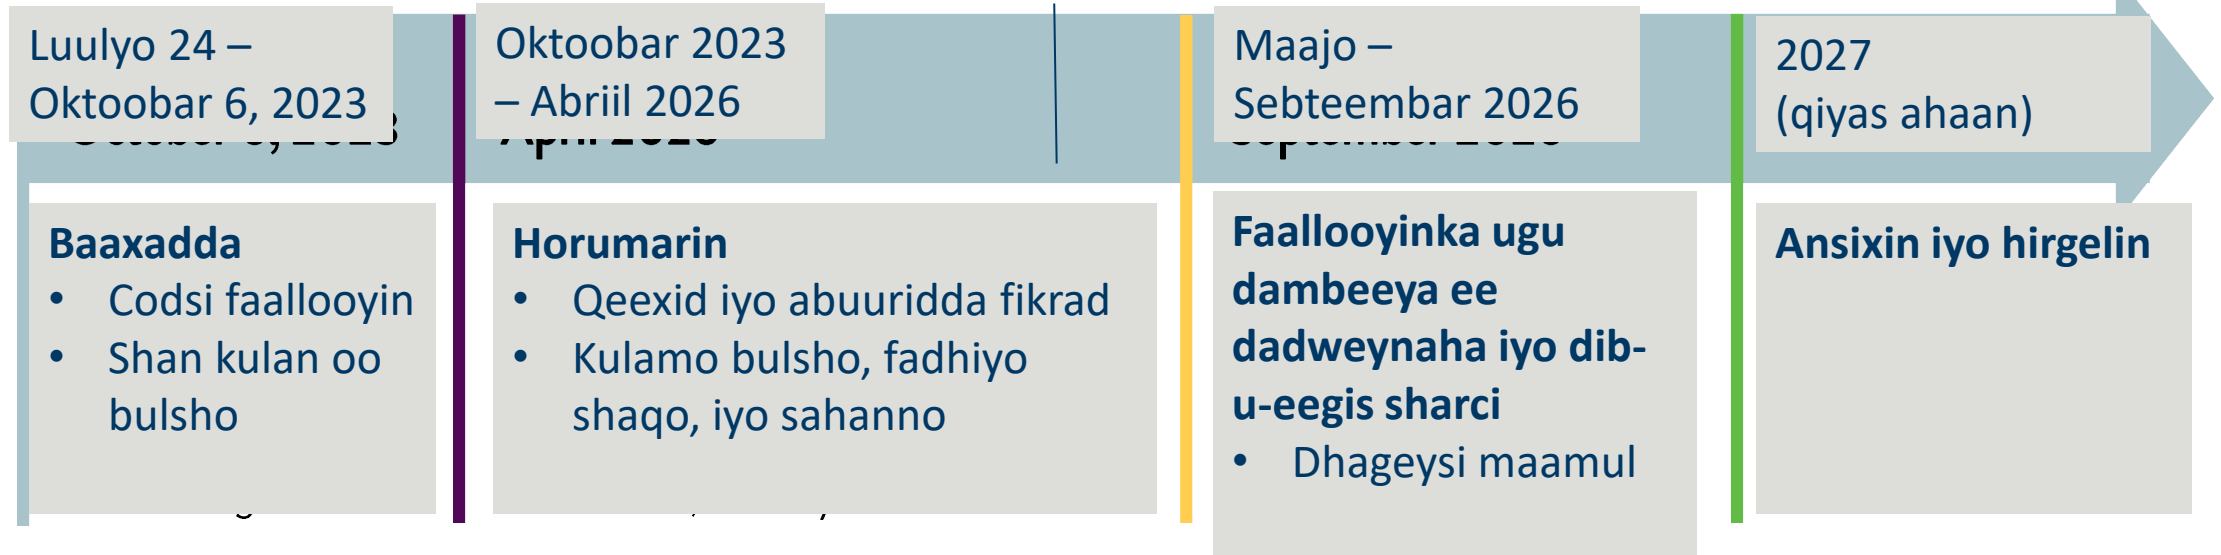 Luulyo 24 –
Oktoobar 6, 2023
Oktoobar 2023
– Abriil 2026
Maajo –
Sebteembar 2026
2027
(qiyas ahaan)
Baaxadda
• Codsi faallooyin
• Shan kulan oo
bulsho
Horumarin
• Qeexid iyo abuuridda fikrad
• Kulamo bulsho, fadhiyo
shaqo, iyo sahanno
Faallooyinka ugu
dambeeya ee
dadweynaha iyo dib-
u-eegis sharci
• Dhageysi maamul
Ansixin iyo hirgelin